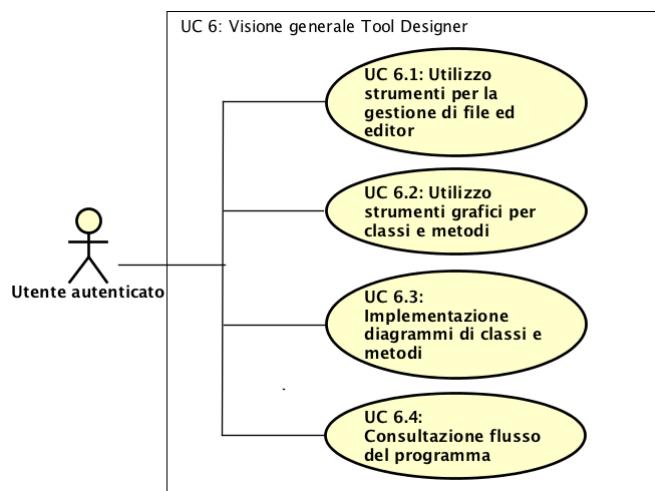 UC 6: Visione generale Tool Designer
UC 6.1: Utilizzo
strumenti per la
gestione di file ed
editor
UC 6.2: Utilizzo
strumenti grafici per
classi e metodi
Utente autenticato
UC 6.3:
Implementazione
diagrammi di classi e
metodi
UC 6.4:
Consultazione flusso
del programma